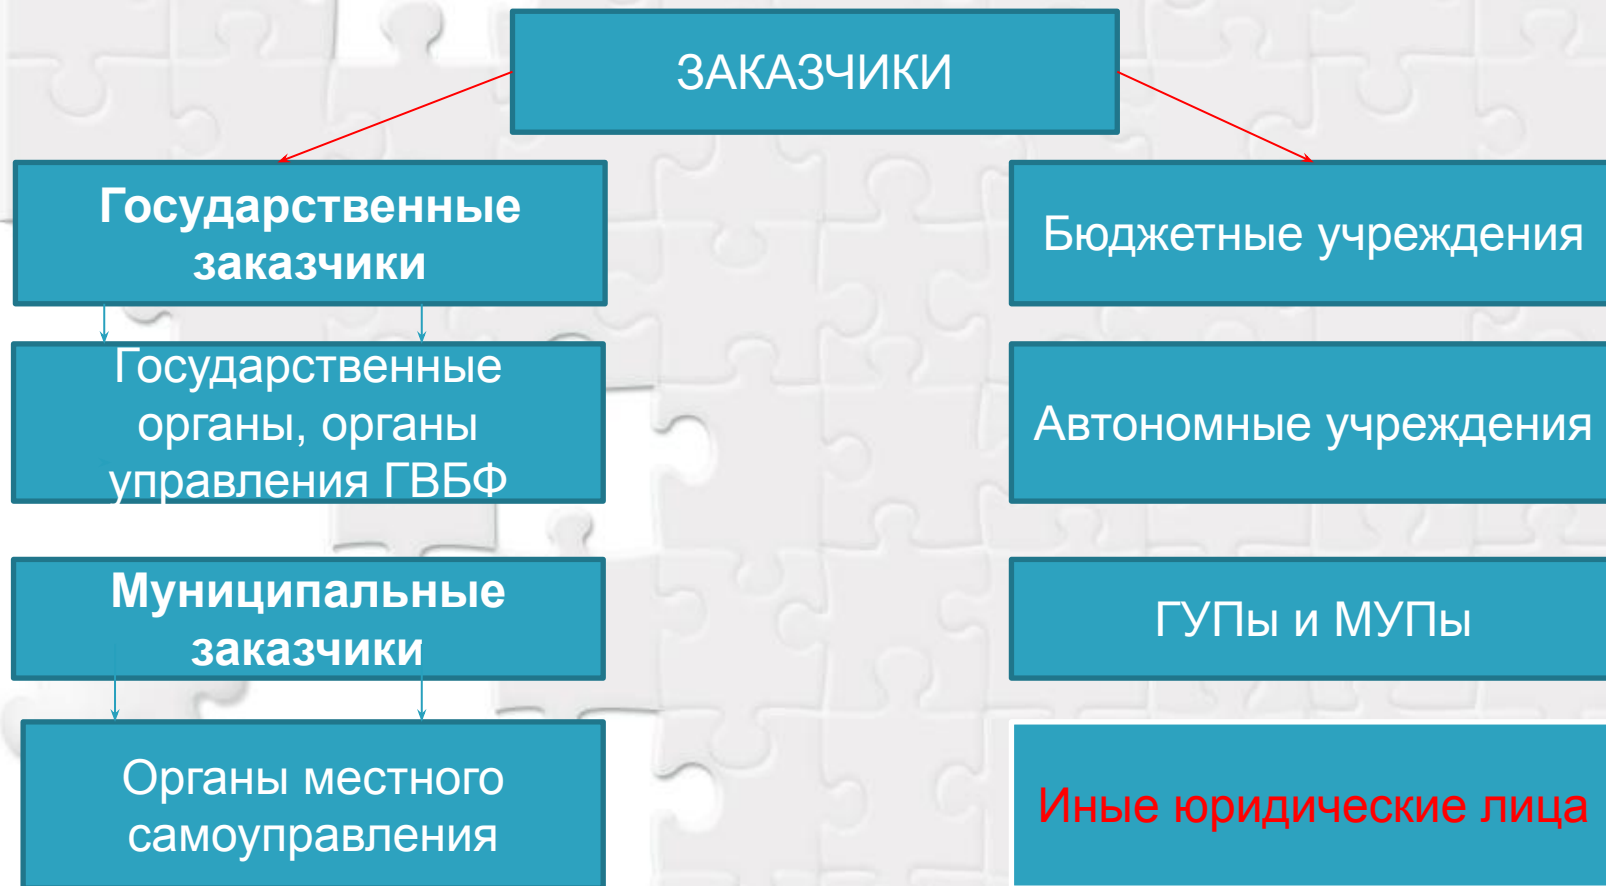 ЗАКАЗЧИКИ
Государственные
заказчики
Государственные
органы, органы
управления ГВБФ
Муниципальные
заказчики
Органы местного
самоуправления
Бюджетные учреждения
Автономные учреждения
ГУПы и МУПы
Иные юридические лица